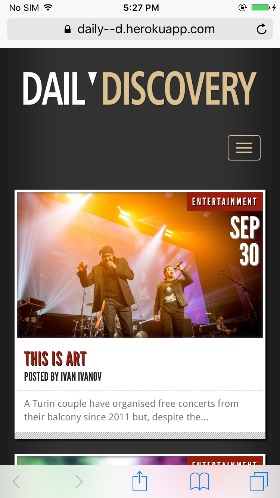 No SIM 5:27 PM
daily--d.herokuapp.com
DAILY DISCOVERY
ENTERTAINMENT
SEP
30
THIS IS ART
POSTED BY IVAN IVANOV
A Turin couple have organised free concerts from
their balcony since 2011 but, despite the...
ENTERTAINMENT